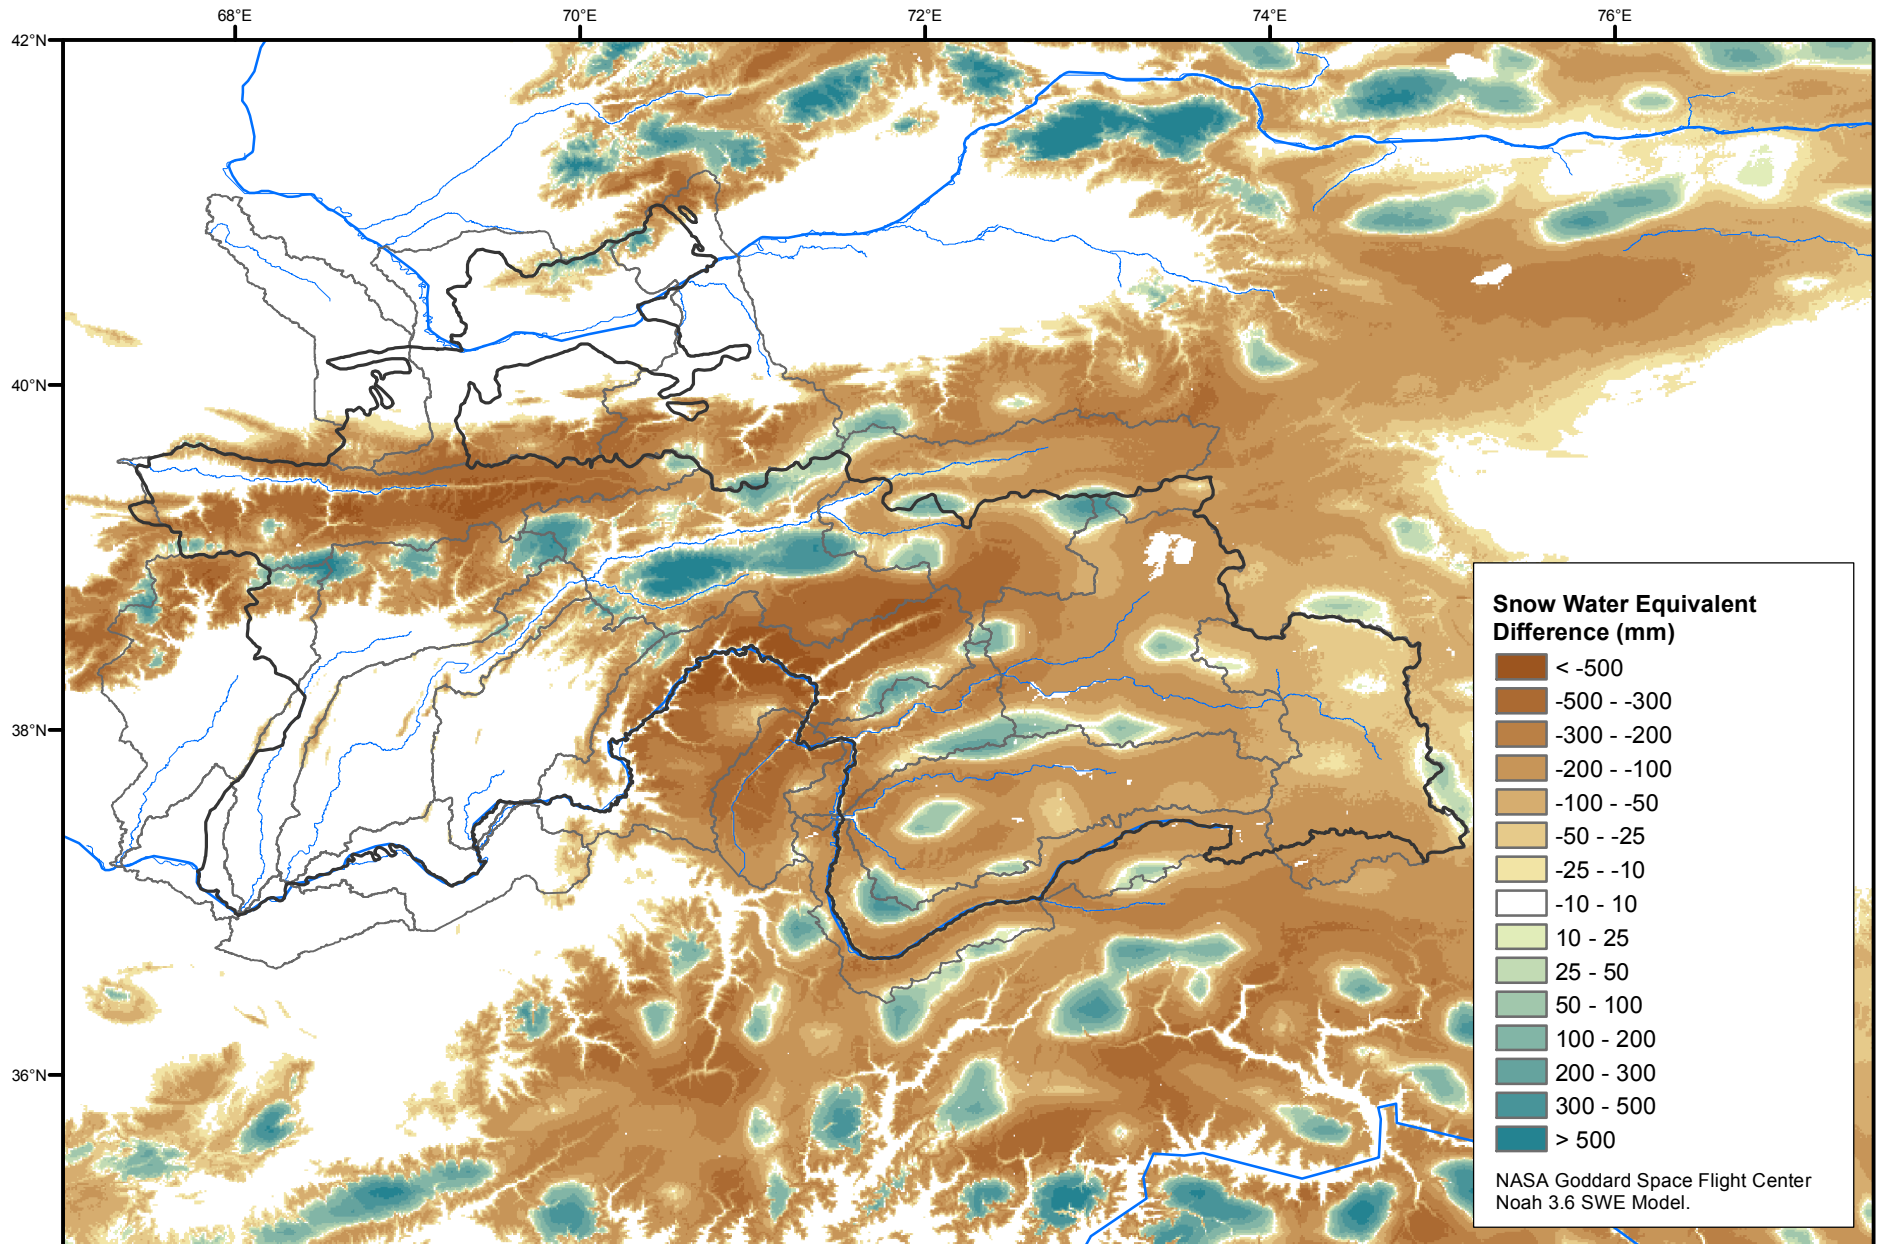 68°E
70°E
72°E
74°E
76°E
42°N
40°N
38°N
36°N
Snow Water Equivalent
Difference (mm)
< -500
-500 - -300
-300 - -200
-200 - -100
-100 - -50
-50 - -25
-25 - -10
-10 - 10
10 - 25
25 - 50
50 - 100
100 - 200
200 - 300
300 - 500
> 500
NASA Goddard Space Flight Center
Noah 3.6 SWE Model.